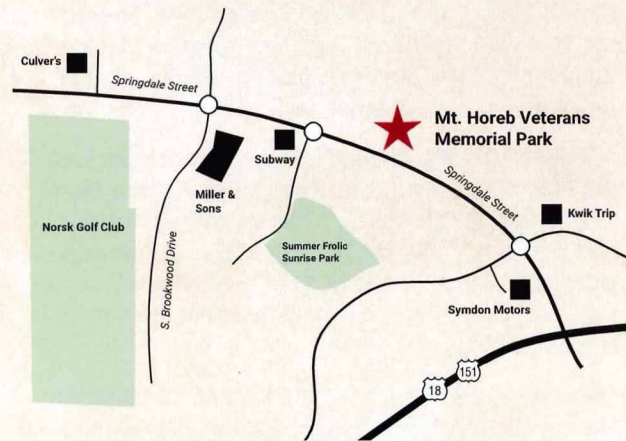 Culver's
Springdale Street
Mt. Horeb Veterans
Memorial Park
Subway
Miller &
Sons
Springdale Street
Kwik Trip
Norsk Golf Club
S. Brookwood Drive
Summer Frolic
Sunrise Park
Symdon Motors
151
18